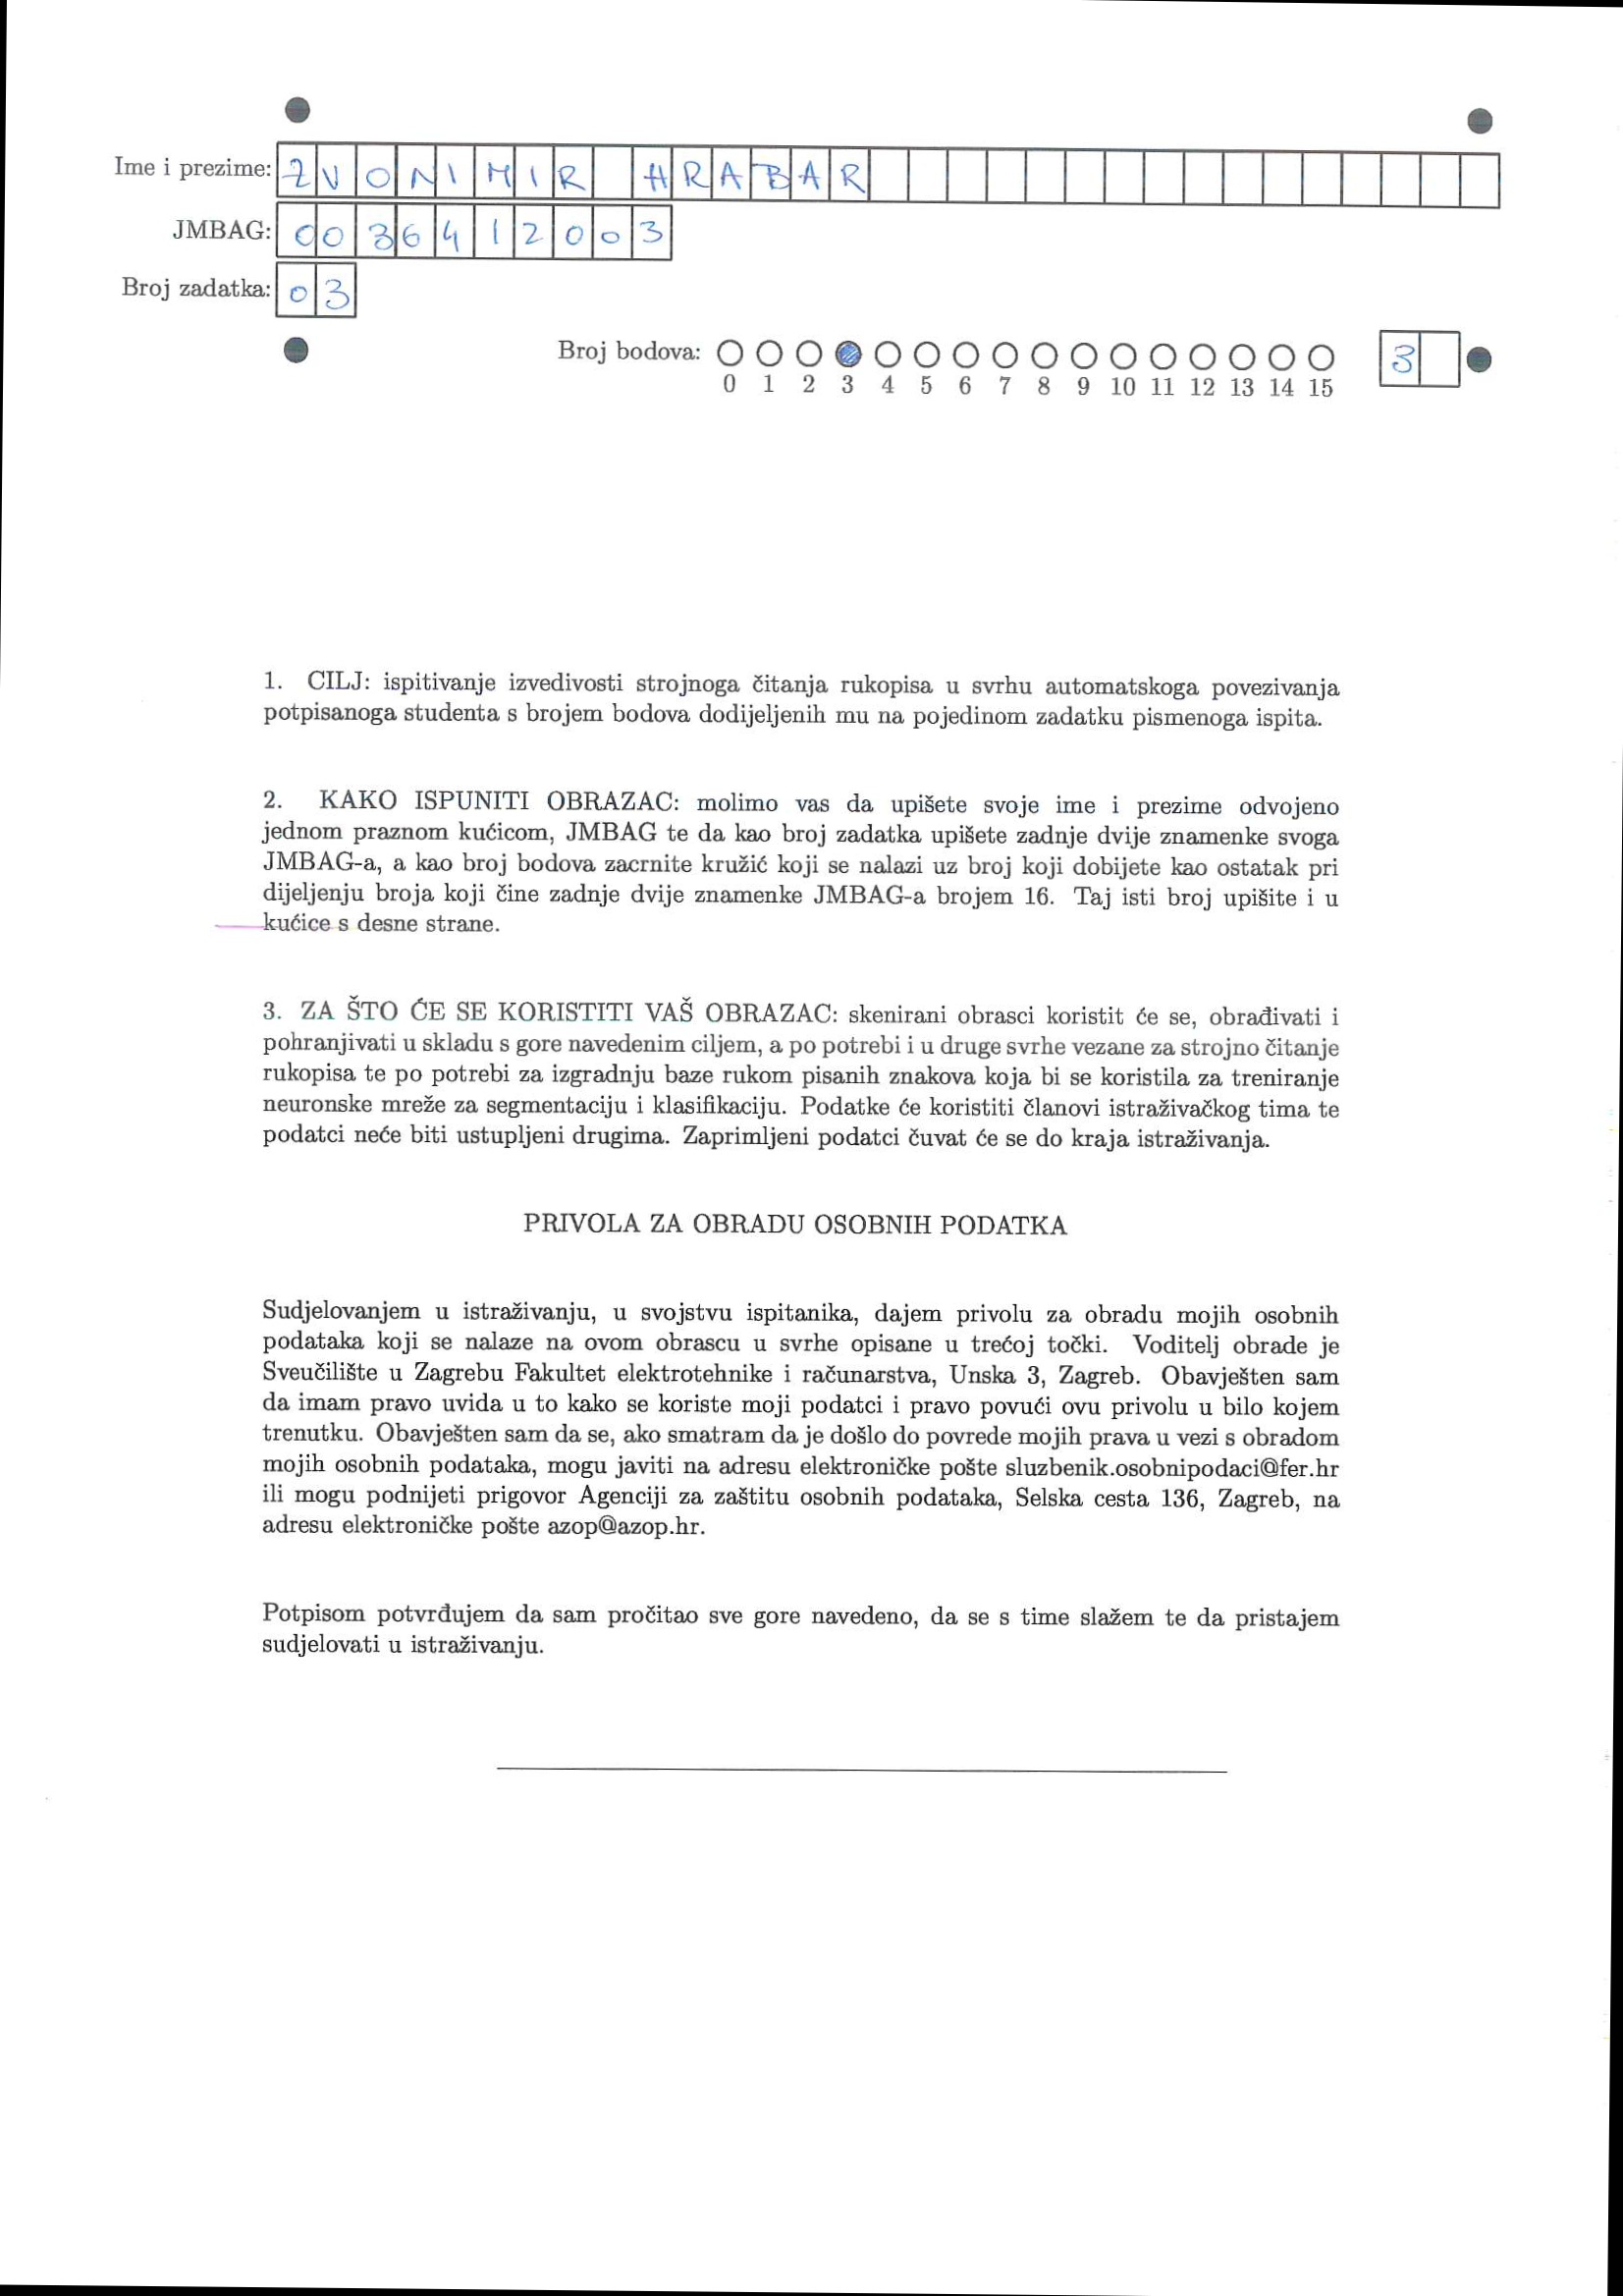 Ime i prezime: ZVONIMIR HRABAR
JMBAG: 0036412003
Broj zadatka: 03
Broj bodova: 3
0 1 2 3 4 5 6 7 8 9 10 11 12 13 14 15
1. CILJ: ispitivanje izvedivosti strojnoga čitanja rukopisa u svrhu automatskoga povezivanja
potpisanoga studenta s brojem bodova dodijeljenih mu na pojedinom zadatku pismenoga ispita.
2. KAKO ISPUNITI OBRAZAC: molimo vas da upišete svoje ime i prezime odvojeno
jednom praznom kućicom, JMBAG te da kao broj zadatka upišete zadnje dvije znamenke svoga
JMBAG-a, a kao broj bodova zacrnite kružić koji se nalazi uz broj koji dobijete kao ostatak pri
dijeljenju broja koji čine zadnje dvije znamenke JMBAG-a brojem 16. Taj isti broj upišite i u
kućice s desne strane.
3. ZA ŠTO ĆE SE KORISTITI VAŠ OBRAZAC: skenirani obrasci koristit će se, obrađivati i
pohranjivati u skladu s gore navedenim ciljem, a po potrebi i u druge svrhe vezane za strojno čitanje
rukopisa te po potrebi za izgradnju baze rukom pisanih znakova koja bi se koristila za treniranje
neuronske mreže za segmentaciju i klasifikaciju. Podatke će koristiti članovi istraživačkog tima te
podatci neće biti ustupljeni drugima. Zaprimljeni podatci čuvat će se do kraja istraživanja.
PRIVOLA ZA OBRADU OSOBNIH PODATKA
Sudjelovanjem u istraživanju, u svojstvu ispitanika, dajem privolu za obradu mojih osobnih
podataka koji se nalaze na ovom obrascu u svrhe opisane u trećoj točki. Voditelj obrade je
Sveučilište u Zagrebu Fakultet elektrotehnike i računarstva, Unska 3, Zagreb. Obavješten sam
da imam pravo uvida u to kako se koriste moji podatci i pravo povući ovu privolu u bilo kojem
trenutku. Obavješten sam da se, ako smatram da je došlo do povrede mojih prava u vezi s obradom
mojih osobnih podataka, mogu javiti na adresu elektroničke pošte sluzbenik.osobnipodaci@fer.hr
ili mogu podnijeti prigovor Agenciji za zaštitu osobnih podataka, Selska cesta 136, Zagreb, na
adresu elektroničke pošte azop@azop.hr.
Potpisom potvrđujem da sam pročitao sve gore navedeno, da se s time slažem te da pristajem
sudjelovati u istraživanju.